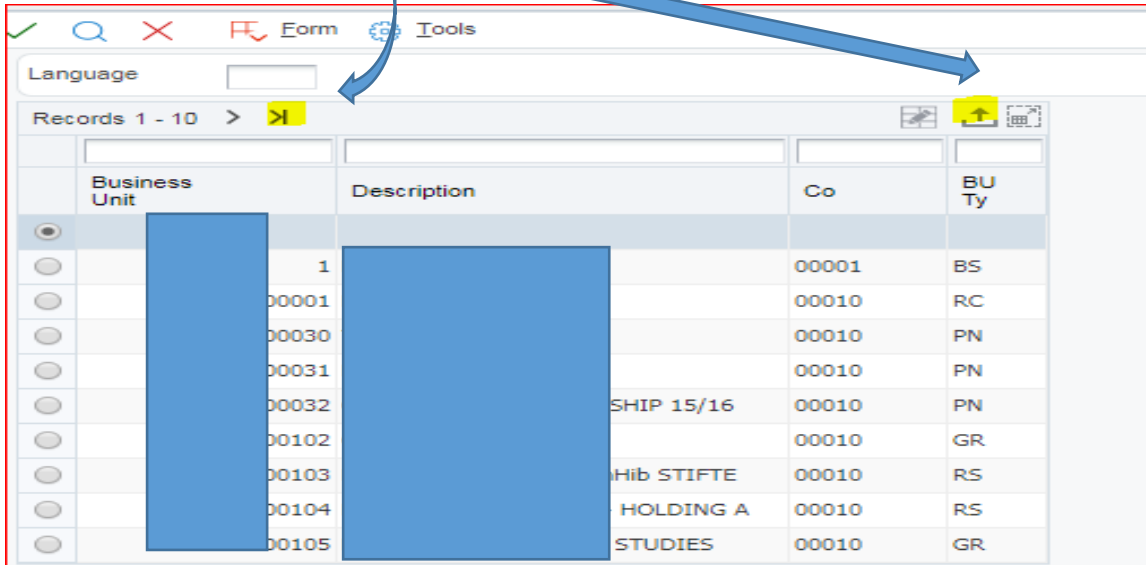 Form Tools
Language
Records 1 - 10 >
Business Unit Description Co BU Ty
1 00001 BS
00001 00010 RC
00030 00010 PN
00031 00010 PN
00032 SHIP 15/16 00010 PN
00102 00010 GR
00103 Hib STIFTE 00010 RS
00104 HOLDING A 00010 RS
00105 STUDIES 00010 GR